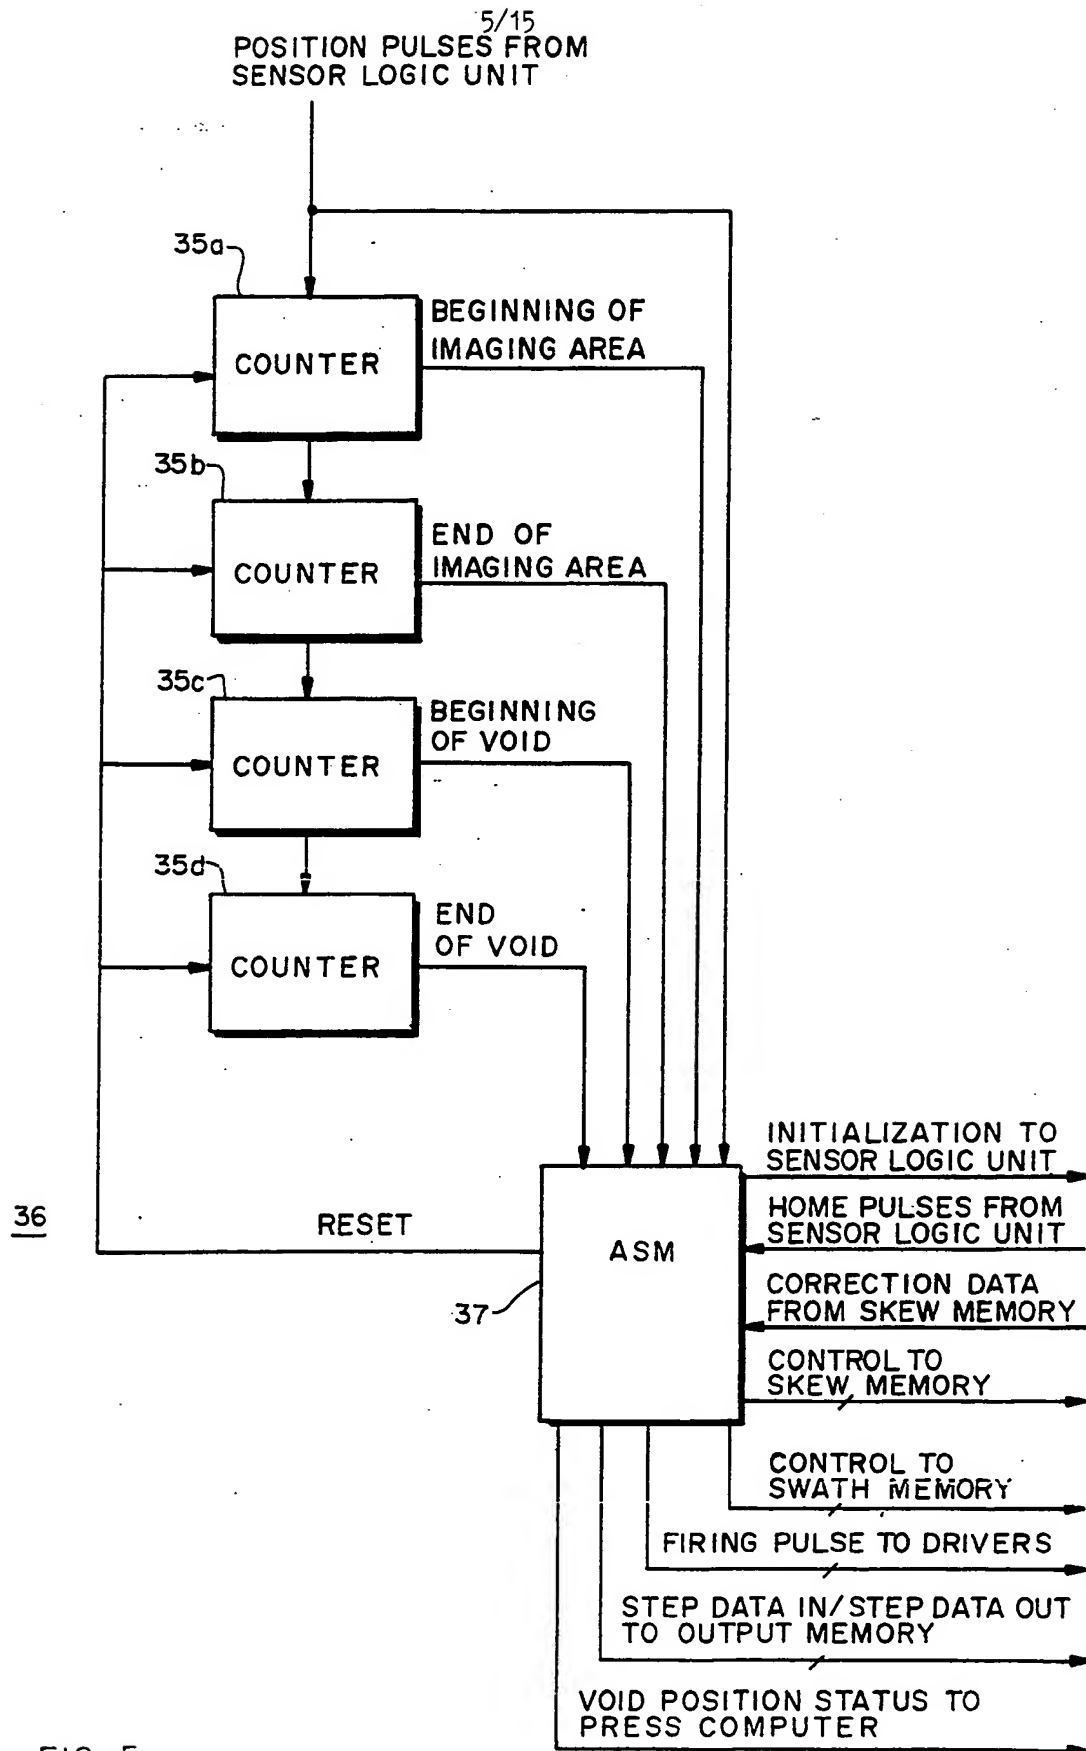 5/15
POSITION PULSES FROM
SENSOR LOGIC UNIT
35a
COUNTER
BEGINNING OF
IMAGING AREA
35b
COUNTER
END OF
IMAGING AREA
35c
COUNTER
BEGINNING
OF VOID
35d
COUNTER
END
OF VOID
36
RESET
ASM
37
INITIALIZATION TO
SENSOR LOGIC UNIT
HOME PULSES FROM
SENSOR LOGIC UNIT
CORRECTION DATA
FROM SKEW MEMORY
CONTROL TO
SKEW MEMORY
CONTROL TO
SWATH MEMORY
FIRING PULSE TO DRIVERS
STEP DATA IN/STEP DATA OUT
TO OUTPUT MEMORY
VOID POSITION STATUS TO
PRESS COMPUTER